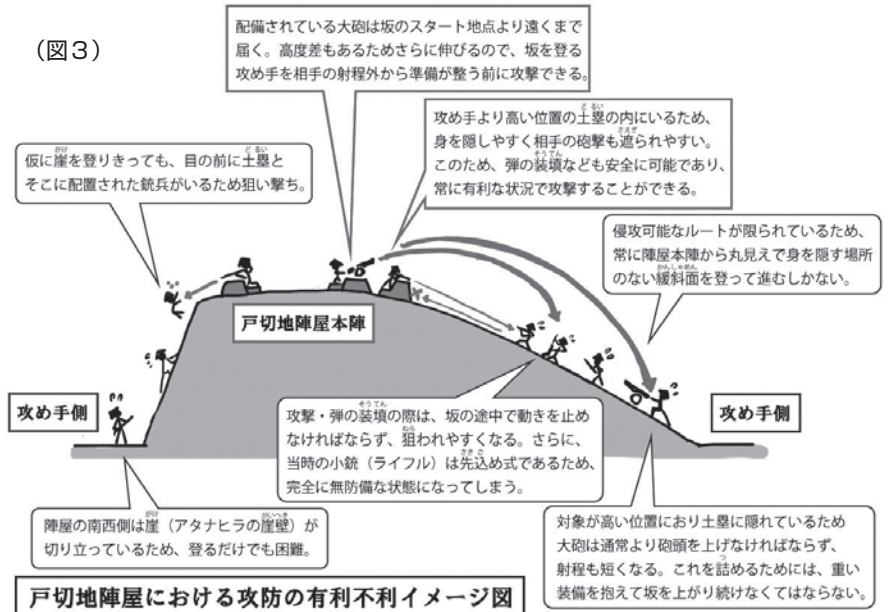 （図３）
配備されている大砲は坂のスタート地点より遠くまで
届く。高度差もあるためさらに伸びるので、坂を登る
攻め手を相手の射程外から準備が整う前に攻撃できる。
攻め手より高い位置の土塁の内にいるため、
身を隠しやすく相手の砲撃も遮られやすい。
このため、弾の装填なども安全に可能であり、
常に有利な状況で攻撃することができる。
仮に崖を登りきっても、目の前に土塁と
そこに配置された銃兵がいるため狙い撃ち。
侵攻可能なルートが限られているため、
常に陣屋本陣から丸見えで身を隠す場所
のない緩斜面を登って進むしかない。
戸切地陣屋本陣
攻め手側
攻め手側
攻撃・弾の装填の際は、坂の途中で動きを止め
なければならず、狙われやすくなる。さらに、
当時の小銃（ライフル）は先込め式であるため、
完全に無防備な状態になってしまう。
陣屋の南西側は崖（アタナヒラの崖壁）が
切り立っているため、登るだけでも困難。
対象が高い位置におり土塁に隠れているため
大砲は通常より砲頭を上げなければならず、
射程も短くなる。これを詰めるためには、重い
装備を抱えて坂を上がり続けなくてはならない。
戸切地陣屋における攻防の有利不利イメージ図